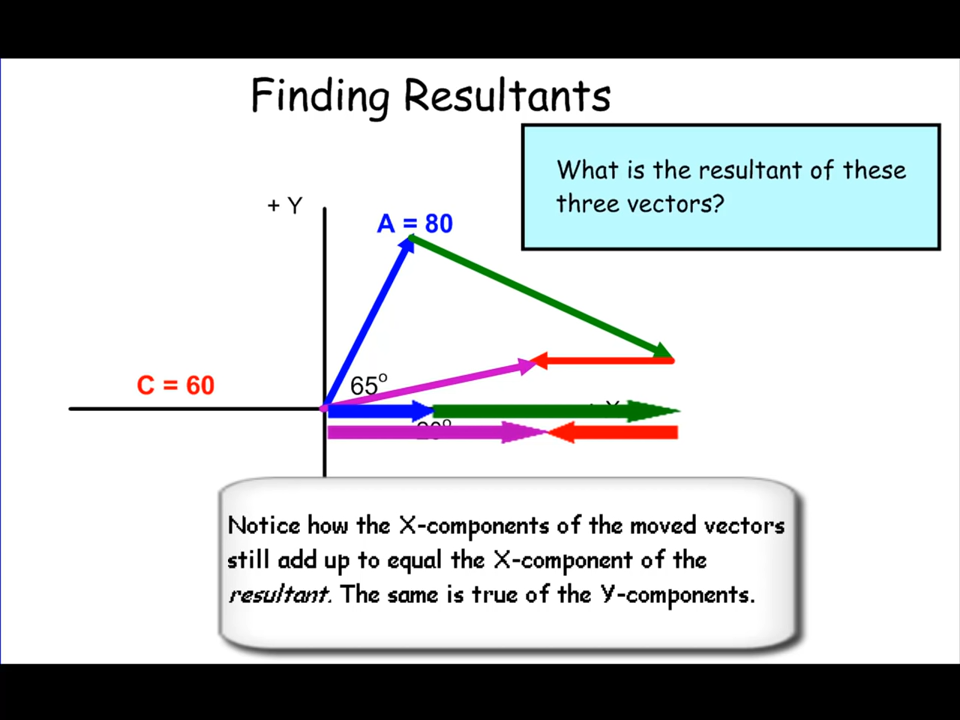 Finding Resultants
What is the resultant of these
three vectors?
+ Y
A = 80
C = 60
65°
Notice how the X-components of the moved vectors
still add up to equal the X-component of the
resultant. The same is true of the Y-components.